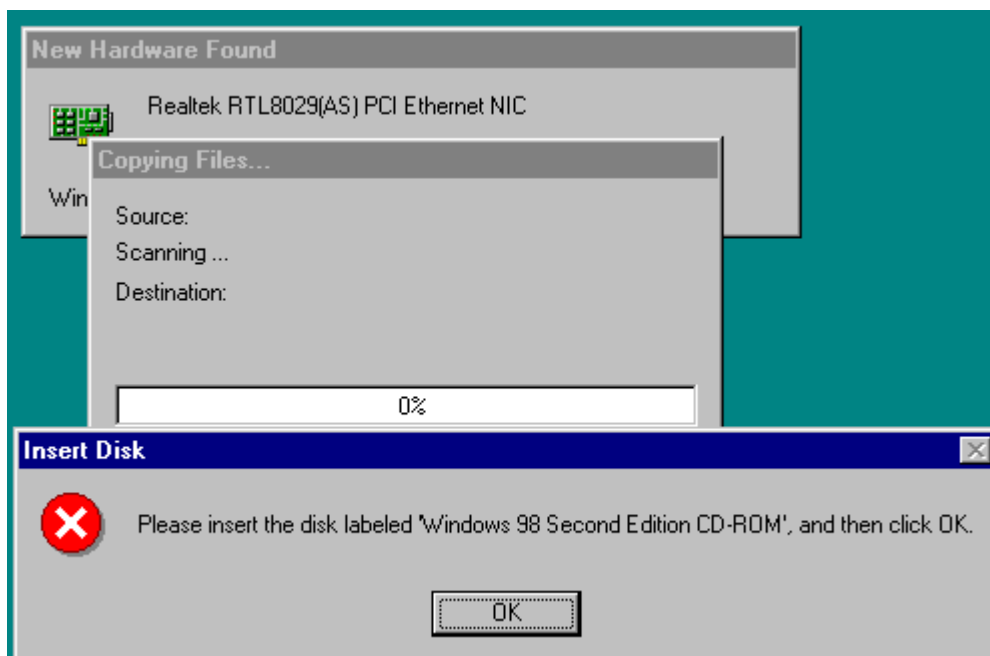 New Hardware Found
Realtek RTL8029(AS) PCI Ethernet NIC
Win
Copying Files...
Source:
Scanning ...
Destination:
0%
Insert Disk
Please insert the disk labeled 'Windows 98 Second Edition CD-ROM', and then click OK.
OK